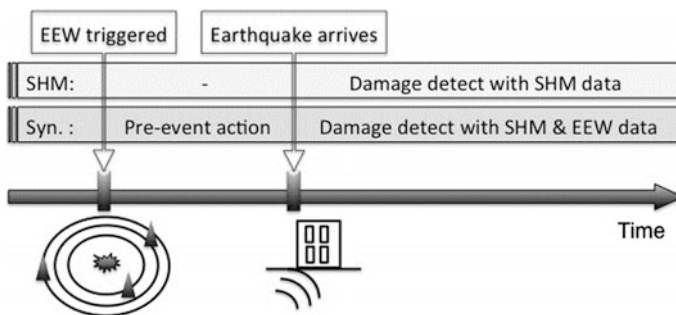 EEW triggered
Earthquake arrives
SHM: - Damage detect with SHM data
Syn. : Pre-event action Damage detect with SHM & EEW data
Time